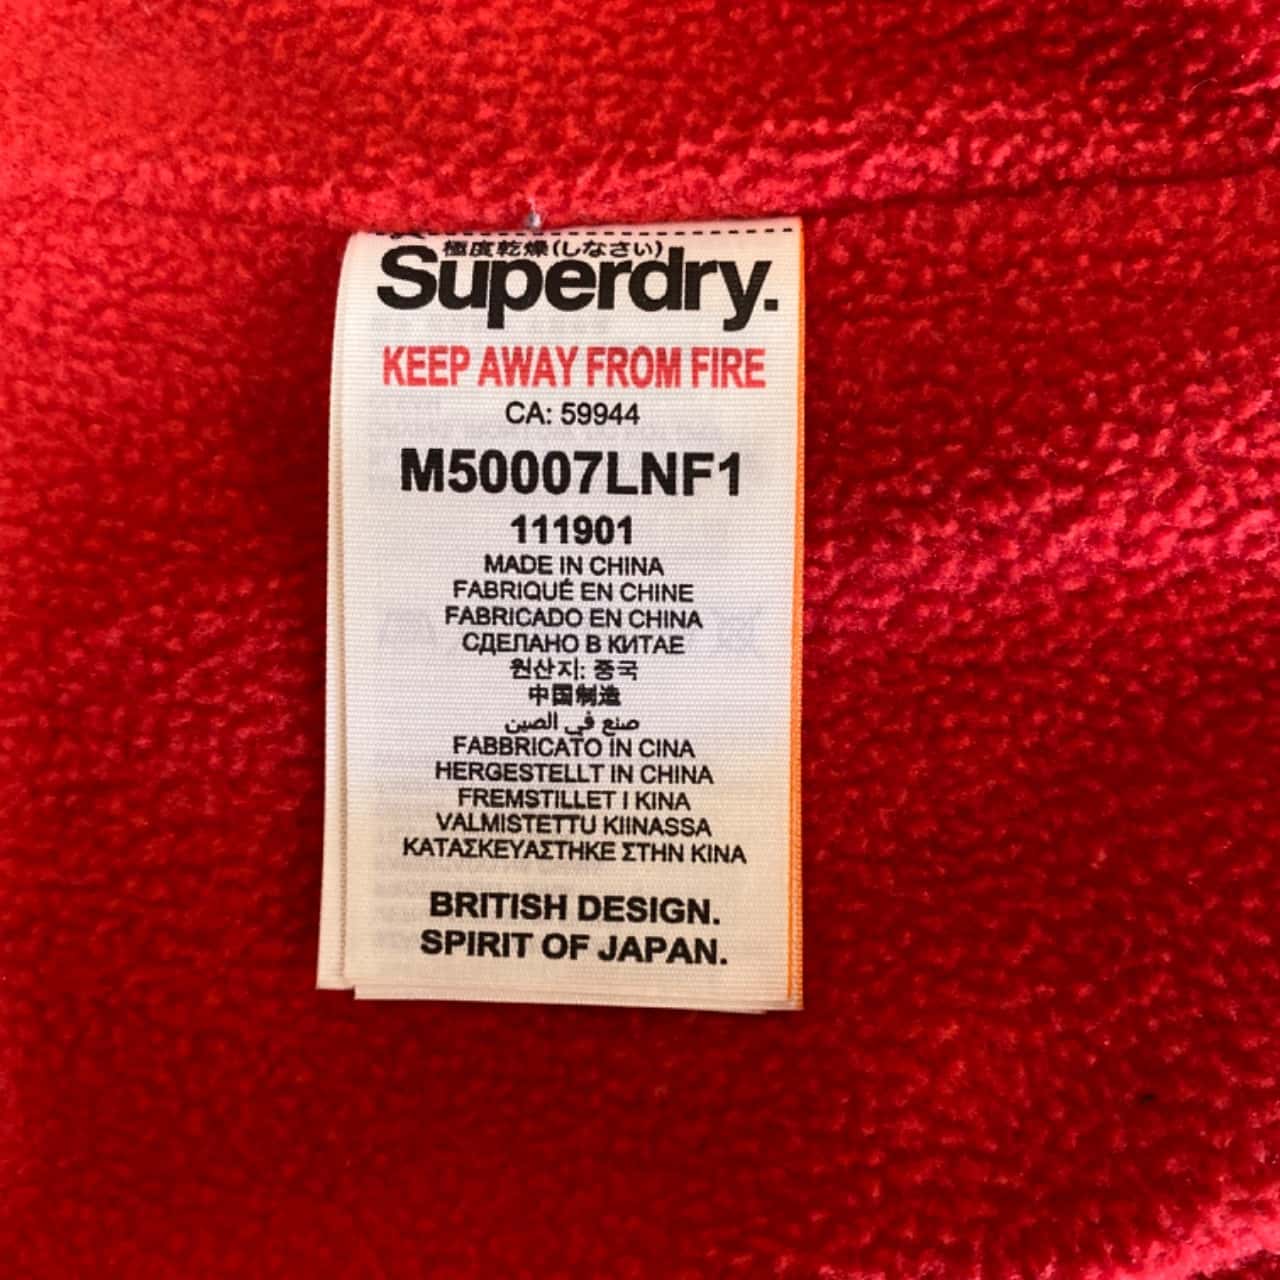 極度乾燥(しなさい)
Superdry.
KEEP AWAY FROM FIRE
CA: 59944
M50007LNF1
111901
MADE IN CHINA
FABRIQUÉ EN CHINE
FABRICADO EN CHINA
СДЕЛАНО В КИТАЕ
원산지: 중국
中国制造
صنع في الصين
FABBRICATO IN CINA
HERGESTELLT IN CHINA
FREMSTILLET I KINA
VALMISTETTU KIINASSA
ΚΑΤΑΣΚΕΥΑΣΤΗΚΕ ΣΤΗΝ ΚΙΝΑ
BRITISH DESIGN.
SPIRIT OF JAPAN.